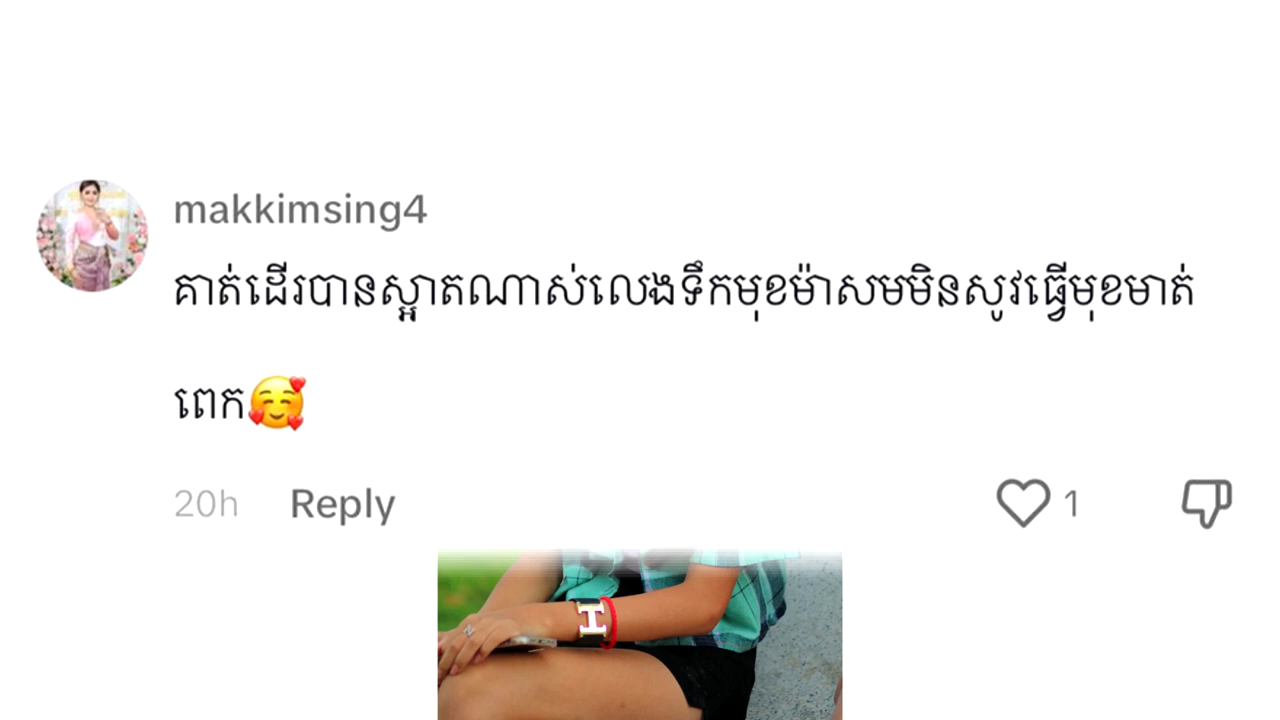 makkimsing4
គាត់ដើរបានស្អាតណាស់លេងទឹកមុខម៉ាសមមិនសូវធ្វើមុខមាត់
ពេក🥰
20h Reply 1